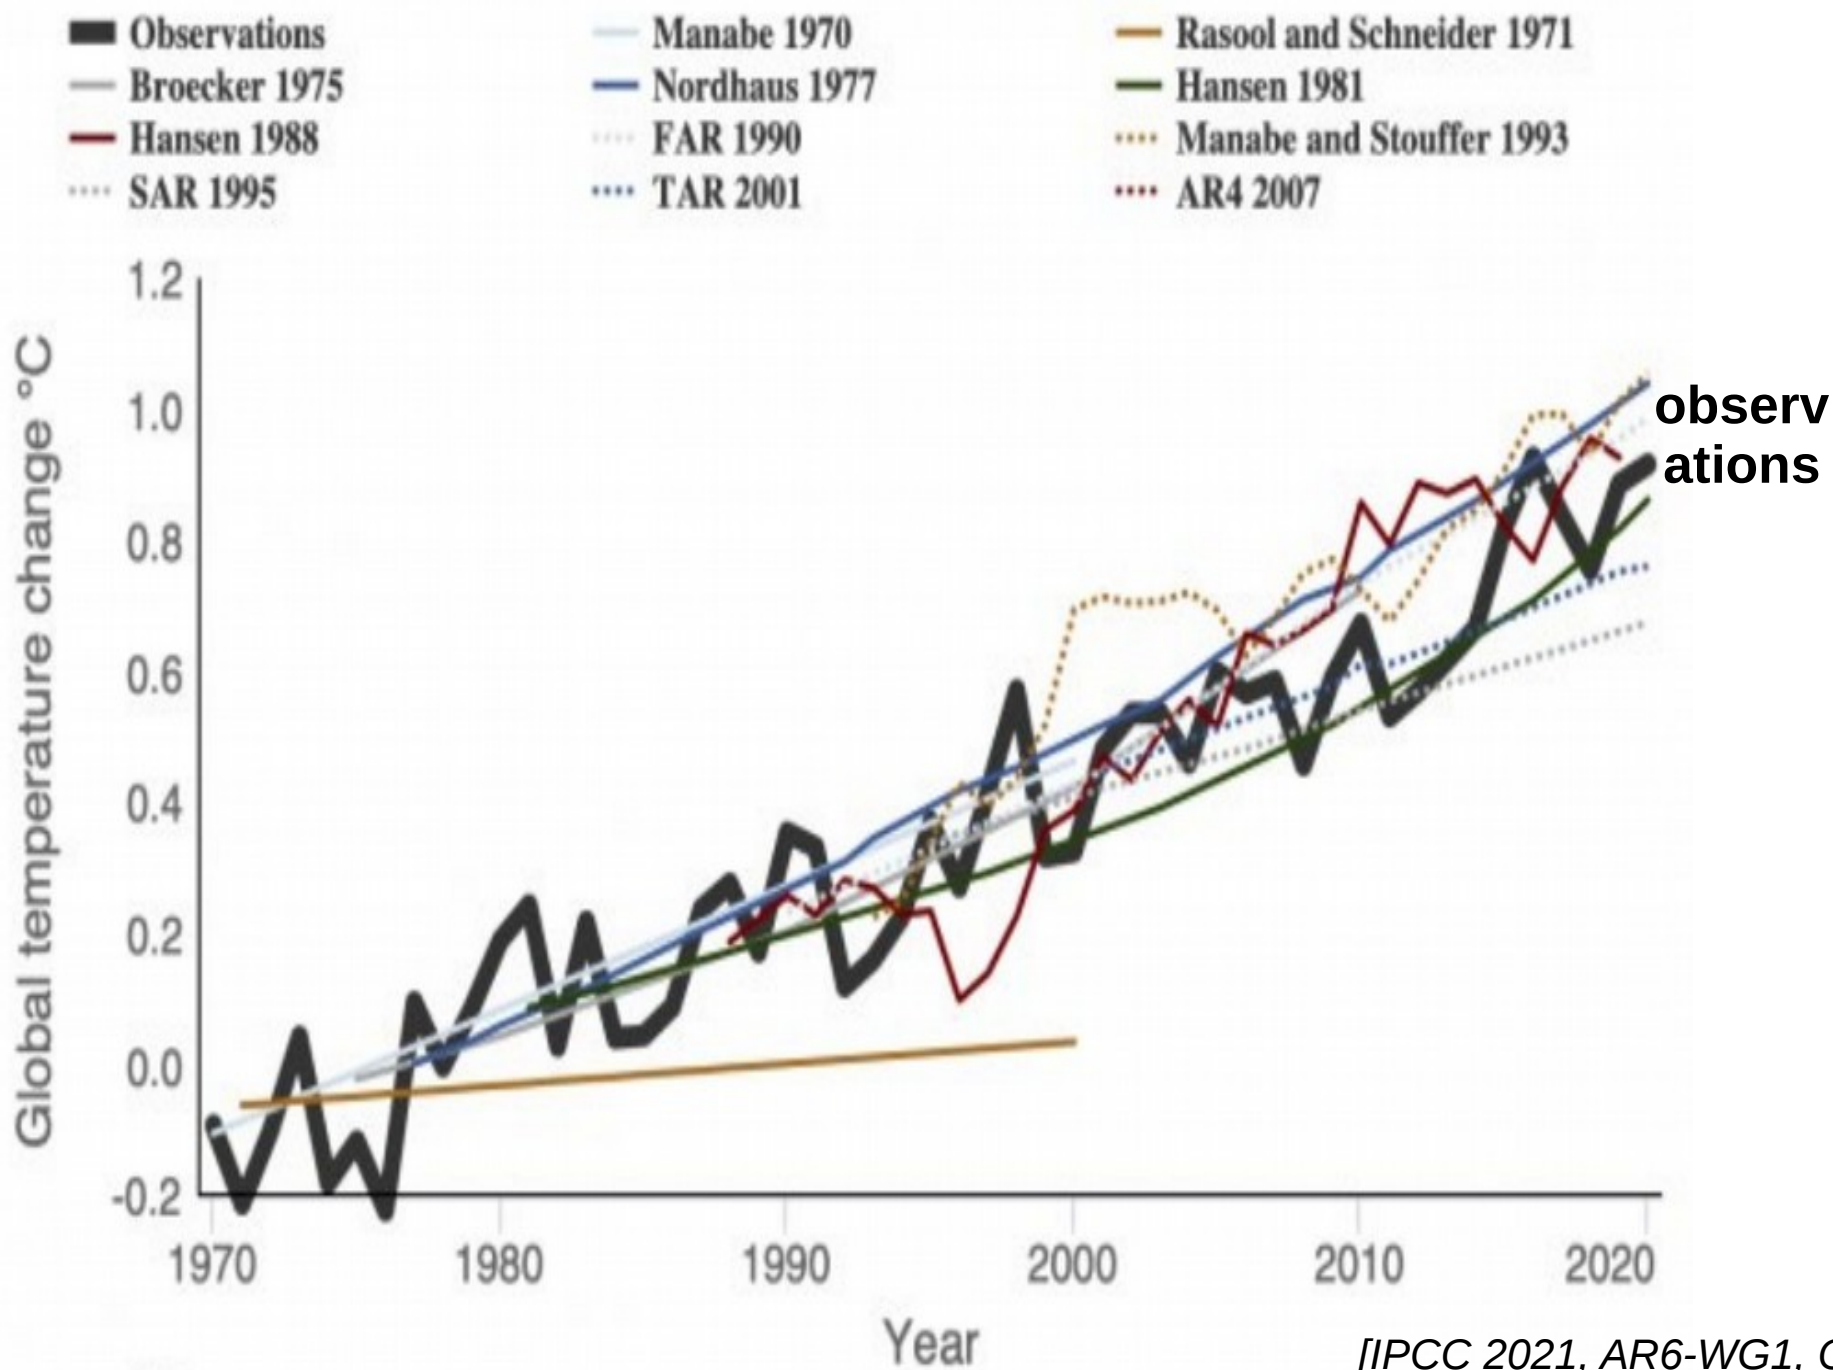 Observations Manabe 1970 Rasool and Schneider 1971
Broecker 1975 Nordhaus 1977 Hansen 1981
Hansen 1988 FAR 1990 Manabe and Stouffer 1993
SAR 1995 TAR 2001 AR4 2007
Global temperature change °C
1.2
1.0
0.8
0.6
0.4
0.2
0.0
-0.2
observ
ations
1970 1980 1990 2000 2010 2020
Year
[IPCC 2021, AR6-WG1,